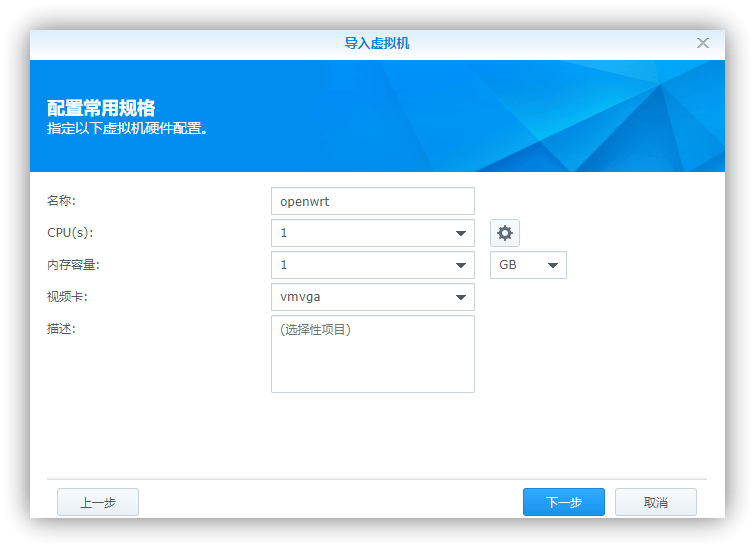 导入虚拟机
配置常用规格
指定以下虚拟机硬件配置。
名称: openwrt
CPU(s): 1
内存容量: 1 GB
视频卡: vmvga
描述: (选择性项目)
上一步 下一步 取消